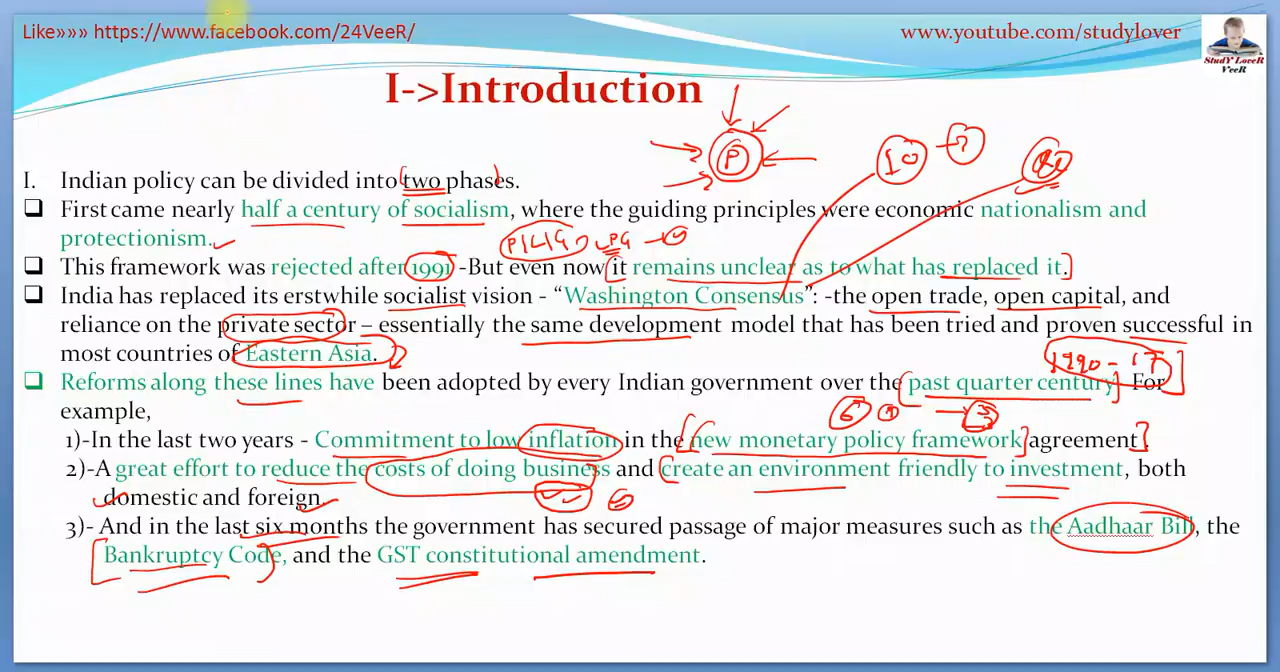 Like»»» https://www.facebook.com/24VeeR/
www.youtube.com/studylover
StudY LoveR
VeeR
I->Introduction
P
10
I. Indian policy can be divided into two phases.
❑ First came nearly half a century of socialism, where the guiding principles were economic nationalism and
protectionism.
❑ This framework was rejected after 1991 -But even now it remains unclear as to what has replaced it.
❑ India has replaced its erstwhile socialist vision - “Washington Consensus”: -the open trade, open capital, and
reliance on the private sector – essentially the same development model that has been tried and proven successful in
most countries of Eastern Asia.
1990 - 17
❑ Reforms along these lines have been adopted by every Indian government over the past quarter century. For
example,
1)-In the last two years - Commitment to low inflation in the new monetary policy framework agreement.
2)-A great effort to reduce the costs of doing business and create an environment friendly to investment, both
domestic and foreign.
3)- And in the last six months the government has secured passage of major measures such as the Aadhaar Bill, the
Bankruptcy Code, and the GST constitutional amendment.